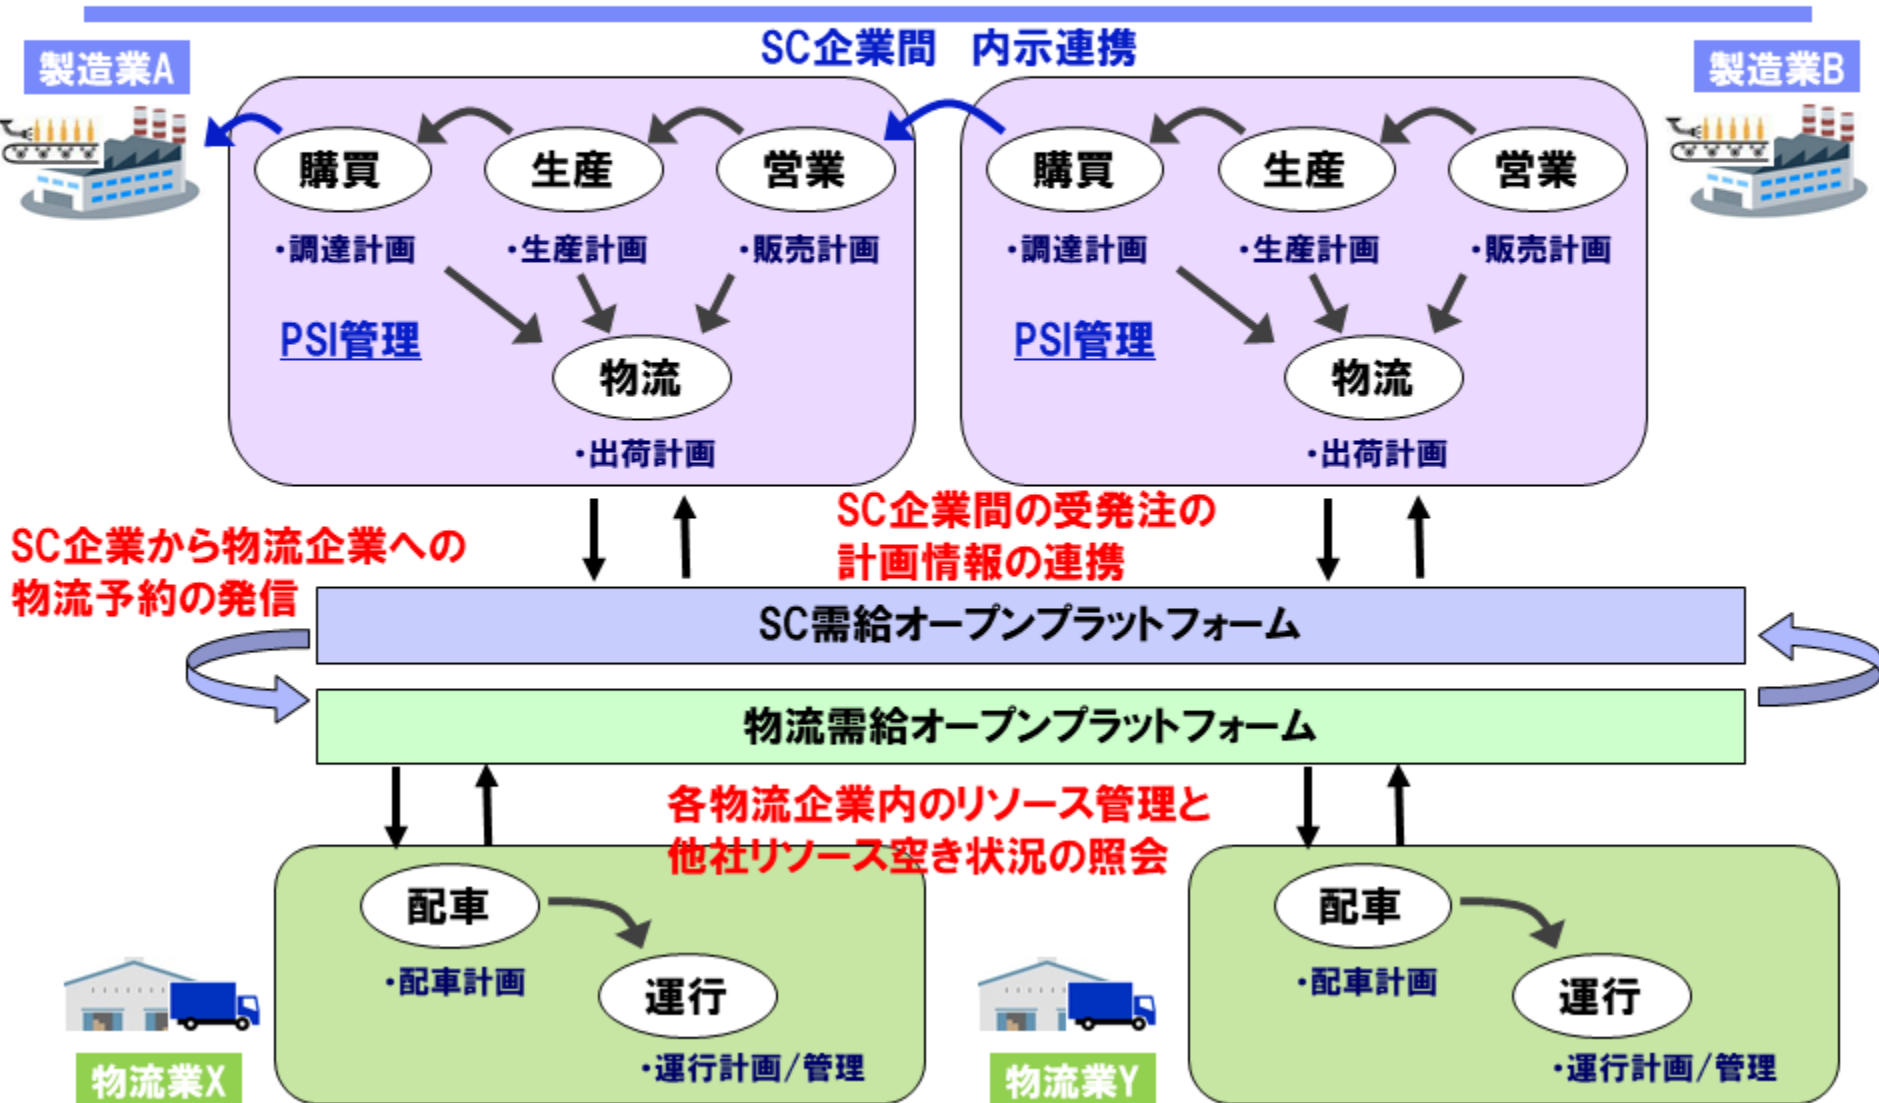 SC企業間　内示連携
製造業A
製造業B
購買
生産
営業
購買
生産
営業
・調達計画
・生産計画
・販売計画
・調達計画
・生産計画
・販売計画
PSI管理
物流
PSI管理
物流
・出荷計画
・出荷計画
SC企業から物流企業への
物流予約の発信
SC企業間の受発注の
計画情報の連携
SC需給オープンプラットフォーム
物流需給オープンプラットフォーム
各物流企業内のリソース管理と
他社リソース空き状況の照会
配車
・配車計画
運行
・運行計画/管理
物流業X
配車
・配車計画
運行
・運行計画/管理
物流業Y